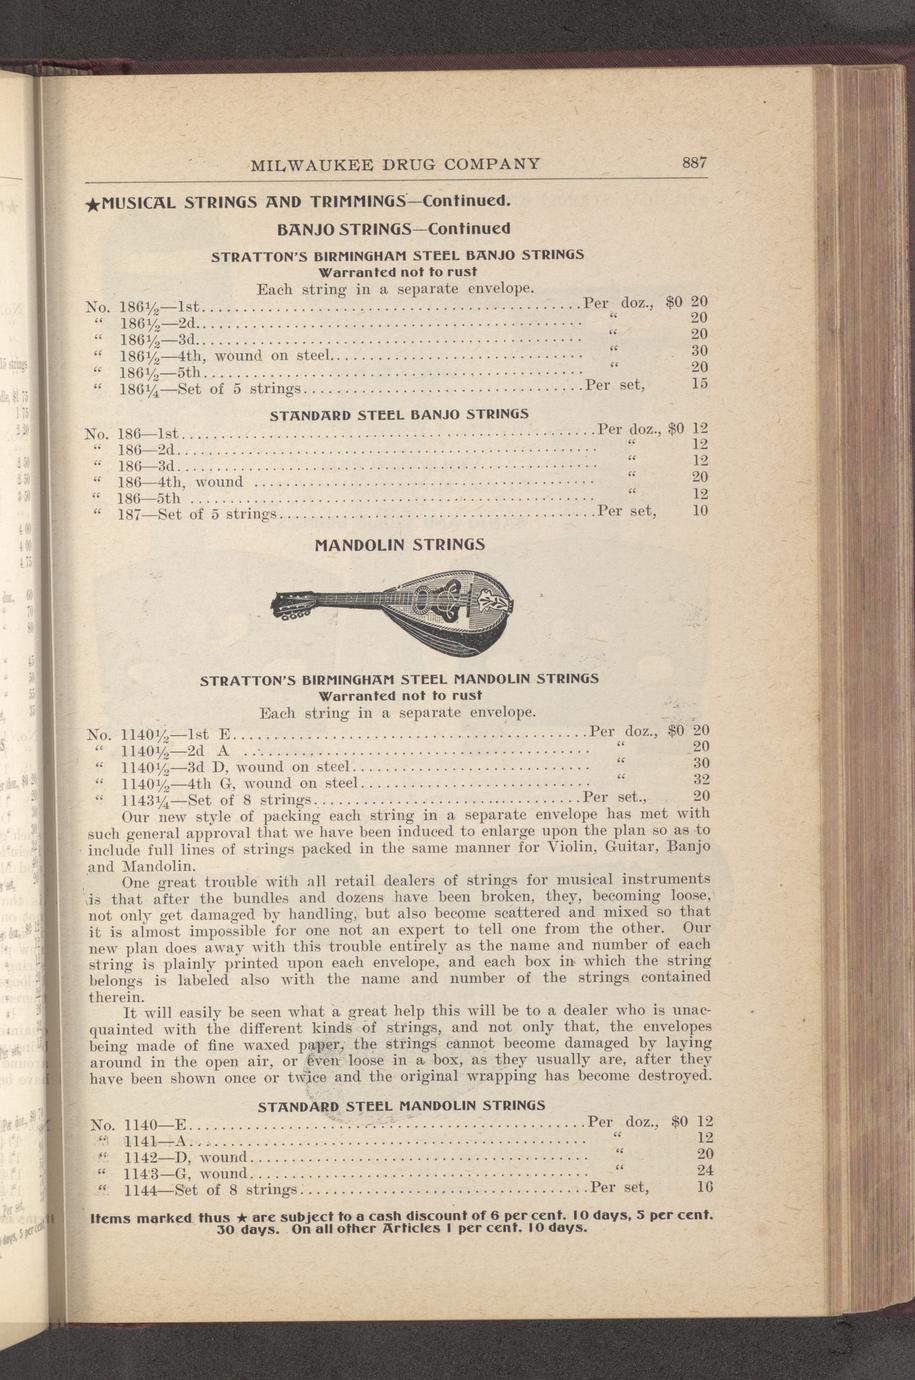 MILWAUKEE DRUG COMPANY 887
★MUSICAL STRINGS AND TRIMMINGS—Continued.
BANJO STRINGS—Continued
STRATTON'S BIRMINGHAM STEEL BANJO STRINGS
Warranted not to rust
Each string in a separate envelope.
No. 186½—1st....Per doz., $0 20
“ 186½—2d....“ 20
“ 186½—3d....“ 20
“ 186½—4th, wound on steel....“ 30
“ 186½—5th....“ 20
“ 186¼—Set of 5 strings....Per set, 15
STANDARD STEEL BANJO STRINGS
No. 186—1st....Per doz., $0 12
“ 186—2d....“ 12
“ 186—3d....“ 12
“ 186—4th, wound ....“ 20
“ 186—5th ....“ 12
“ 187—Set of 5 strings....Per set, 10
MANDOLIN STRINGS
STRATTON'S BIRMINGHAM STEEL MANDOLIN STRINGS
Warranted not to rust
Each string in a separate envelope.
No. 1140½—1st E....Per doz., $0 20
“ 1140½—2d A ....“ 20
“ 1140½—3d D, wound on steel....“ 30
“ 1140½—4th G, wound on steel....“ 32
“ 1143¼—Set of 8 strings....Per set., 20
Our new style of packing each string in a separate envelope has met with
such general approval that we have been induced to enlarge upon the plan so as to
include full lines of strings packed in the same manner for Violin, Guitar, Banjo
and Mandolin.
One great trouble with all retail dealers of strings for musical instruments
is that after the bundles and dozens have been broken, they, becoming loose,
not only get damaged by handling, but also become scattered and mixed so that
it is almost impossible for one not an expert to tell one from the other. Our
new plan does away with this trouble entirely as the name and number of each
string is plainly printed upon each envelope, and each box in which the string
belongs is labeled also with the name and number of the strings contained
therein.
It will easily be seen what a great help this will be to a dealer who is unac-
quainted with the different kinds of strings, and not only that, the envelopes
being made of fine waxed paper, the strings cannot become damaged by laying
around in the open air, or even loose in a box, as they usually are, after they
have been shown once or twice and the original wrapping has become destroyed.
STANDARD STEEL MANDOLIN STRINGS
No. 1140—E....Per doz., $0 12
“ 1141—A....“ 12
“ 1142—D, wound....“ 20
“ 1143—G, wound....“ 24
“ 1144—Set of 8 strings....Per set, 16
Items marked thus ★ are subject to a cash discount of 6 per cent. 10 days, 5 per cent.
30 days. On all other Articles 1 per cent. 10 days.